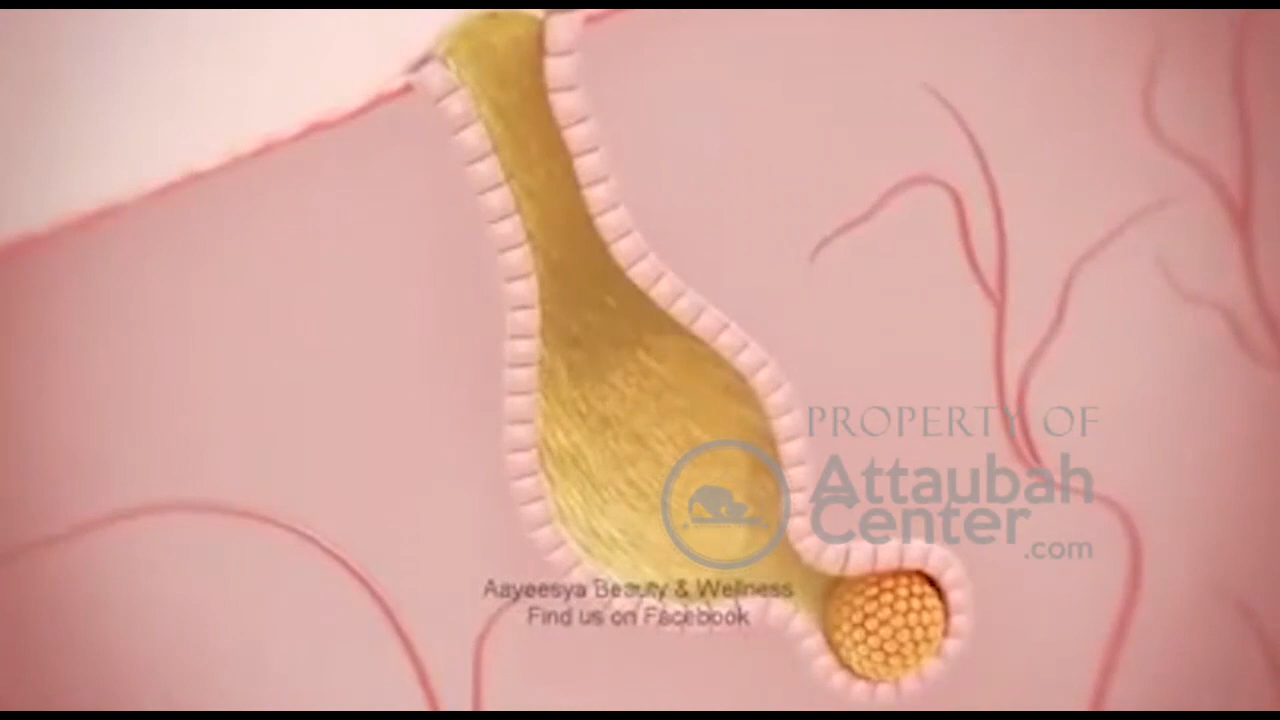 PROPERTY OF
Attaubah
Center
.com
Aayeesya Beauty & Wellness
Find us on Facebook